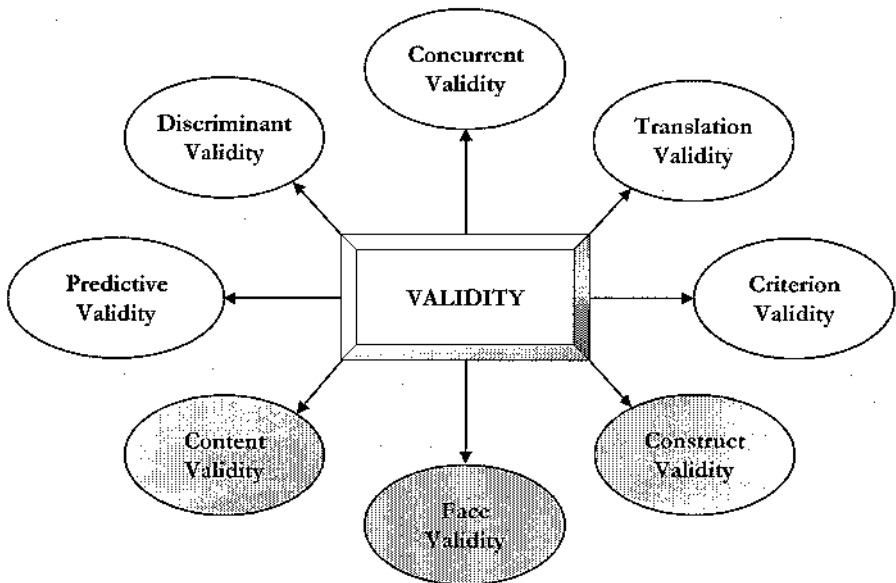 Concurrent
Validity
Discriminant
Validity
Translation
Validity
Predictive
Validity
VALIDITY
Criterion
Validity
Content
Validity
Construct
Validity
Face
Validity